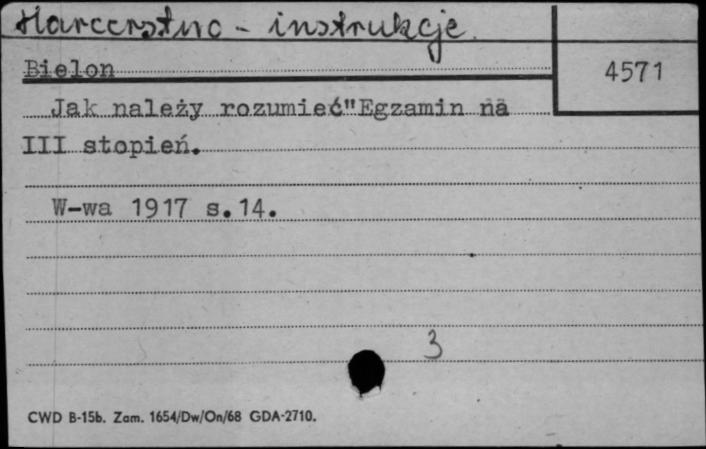 Harcerstwo - instrukcje.
Bielon
4571
Jak należy rozumieć"Egzamin na
III stopień.
W-wa 1917 s.14.
3
CWD B-15b. Zam. 1654/Dw/On/68 GDA-2710.